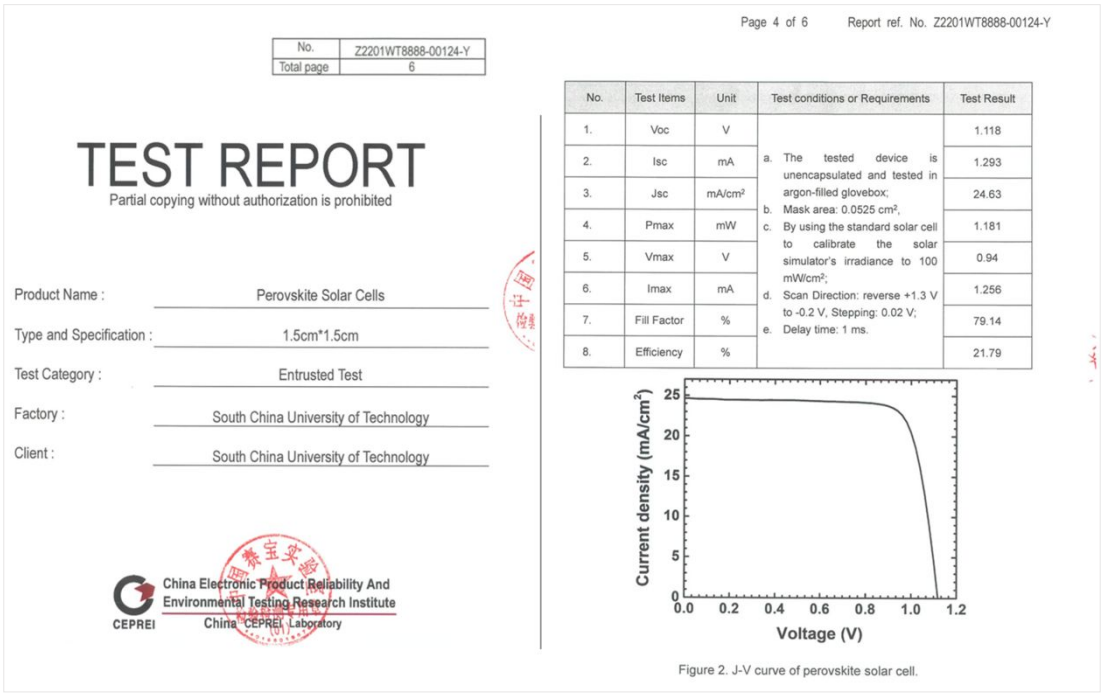 No. Z2201WT8888-00124-Y
Total page 6
TEST REPORT
Partial copying without authorization is prohibited
Product Name : Perovskite Solar Cells
Type and Specification : 1.5cm*1.5cm
Test Category : Entrusted Test
Factory : South China University of Technology
Client : South China University of Technology
中国赛宝实验室
CEPREI
China Electronic Product Reliability And
Environmental Testing Research Institute
China CEPREI Laboratory
(01)
Page 4 of 6 Report ref. No. Z2201WT8888-00124-Y
No. Test Items Unit Test conditions or Requirements Test Result
1. Voc V 1.118
2. Isc mA 1.293
3. Jsc mA/cm² 24.63
4. Pmax mW 1.181
5. Vmax V 0.94
6. Imax mA 1.256
7. Fill Factor % 79.14
8. Efficiency % 21.79
a. The tested device is
unencapsulated and tested in
argon-filled glovebox;
b. Mask area: 0.0525 cm²,
c. By using the standard solar cell
to calibrate the solar
simulator's irradiance to 100
mW/cm²;
d. Scan Direction: reverse +1.3 V
to -0.2 V, Stepping: 0.02 V;
e. Delay time: 1 ms.
Current density (mA/cm²)
25
20
15
10
5
0
0.0 0.2 0.4 0.6 0.8 1.0 1.2
Voltage (V)
Figure 2. J-V curve of perovskite solar cell.